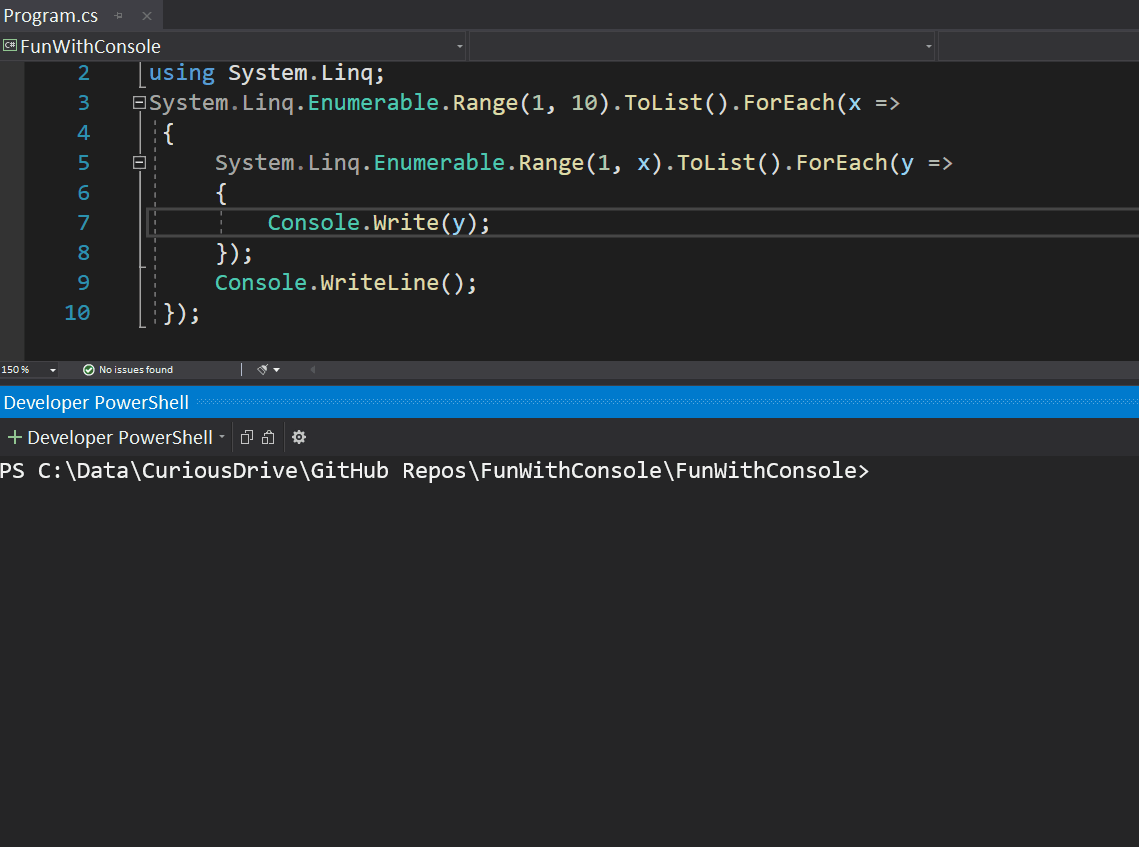 Program.cs
C# FunWithConsole
2 using System.Linq;
3 System.Linq.Enumerable.Range(1, 10).ToList().ForEach(x =>
4 {
5 System.Linq.Enumerable.Range(1, x).ToList().ForEach(y =>
6 {
7 Console.Write(y);
8 });
9 Console.WriteLine();
10 });
150 % No issues found
Developer PowerShell
+ Developer PowerShell
PS C:\Data\CuriousDrive\GitHub Repos\FunWithConsole\FunWithConsole>